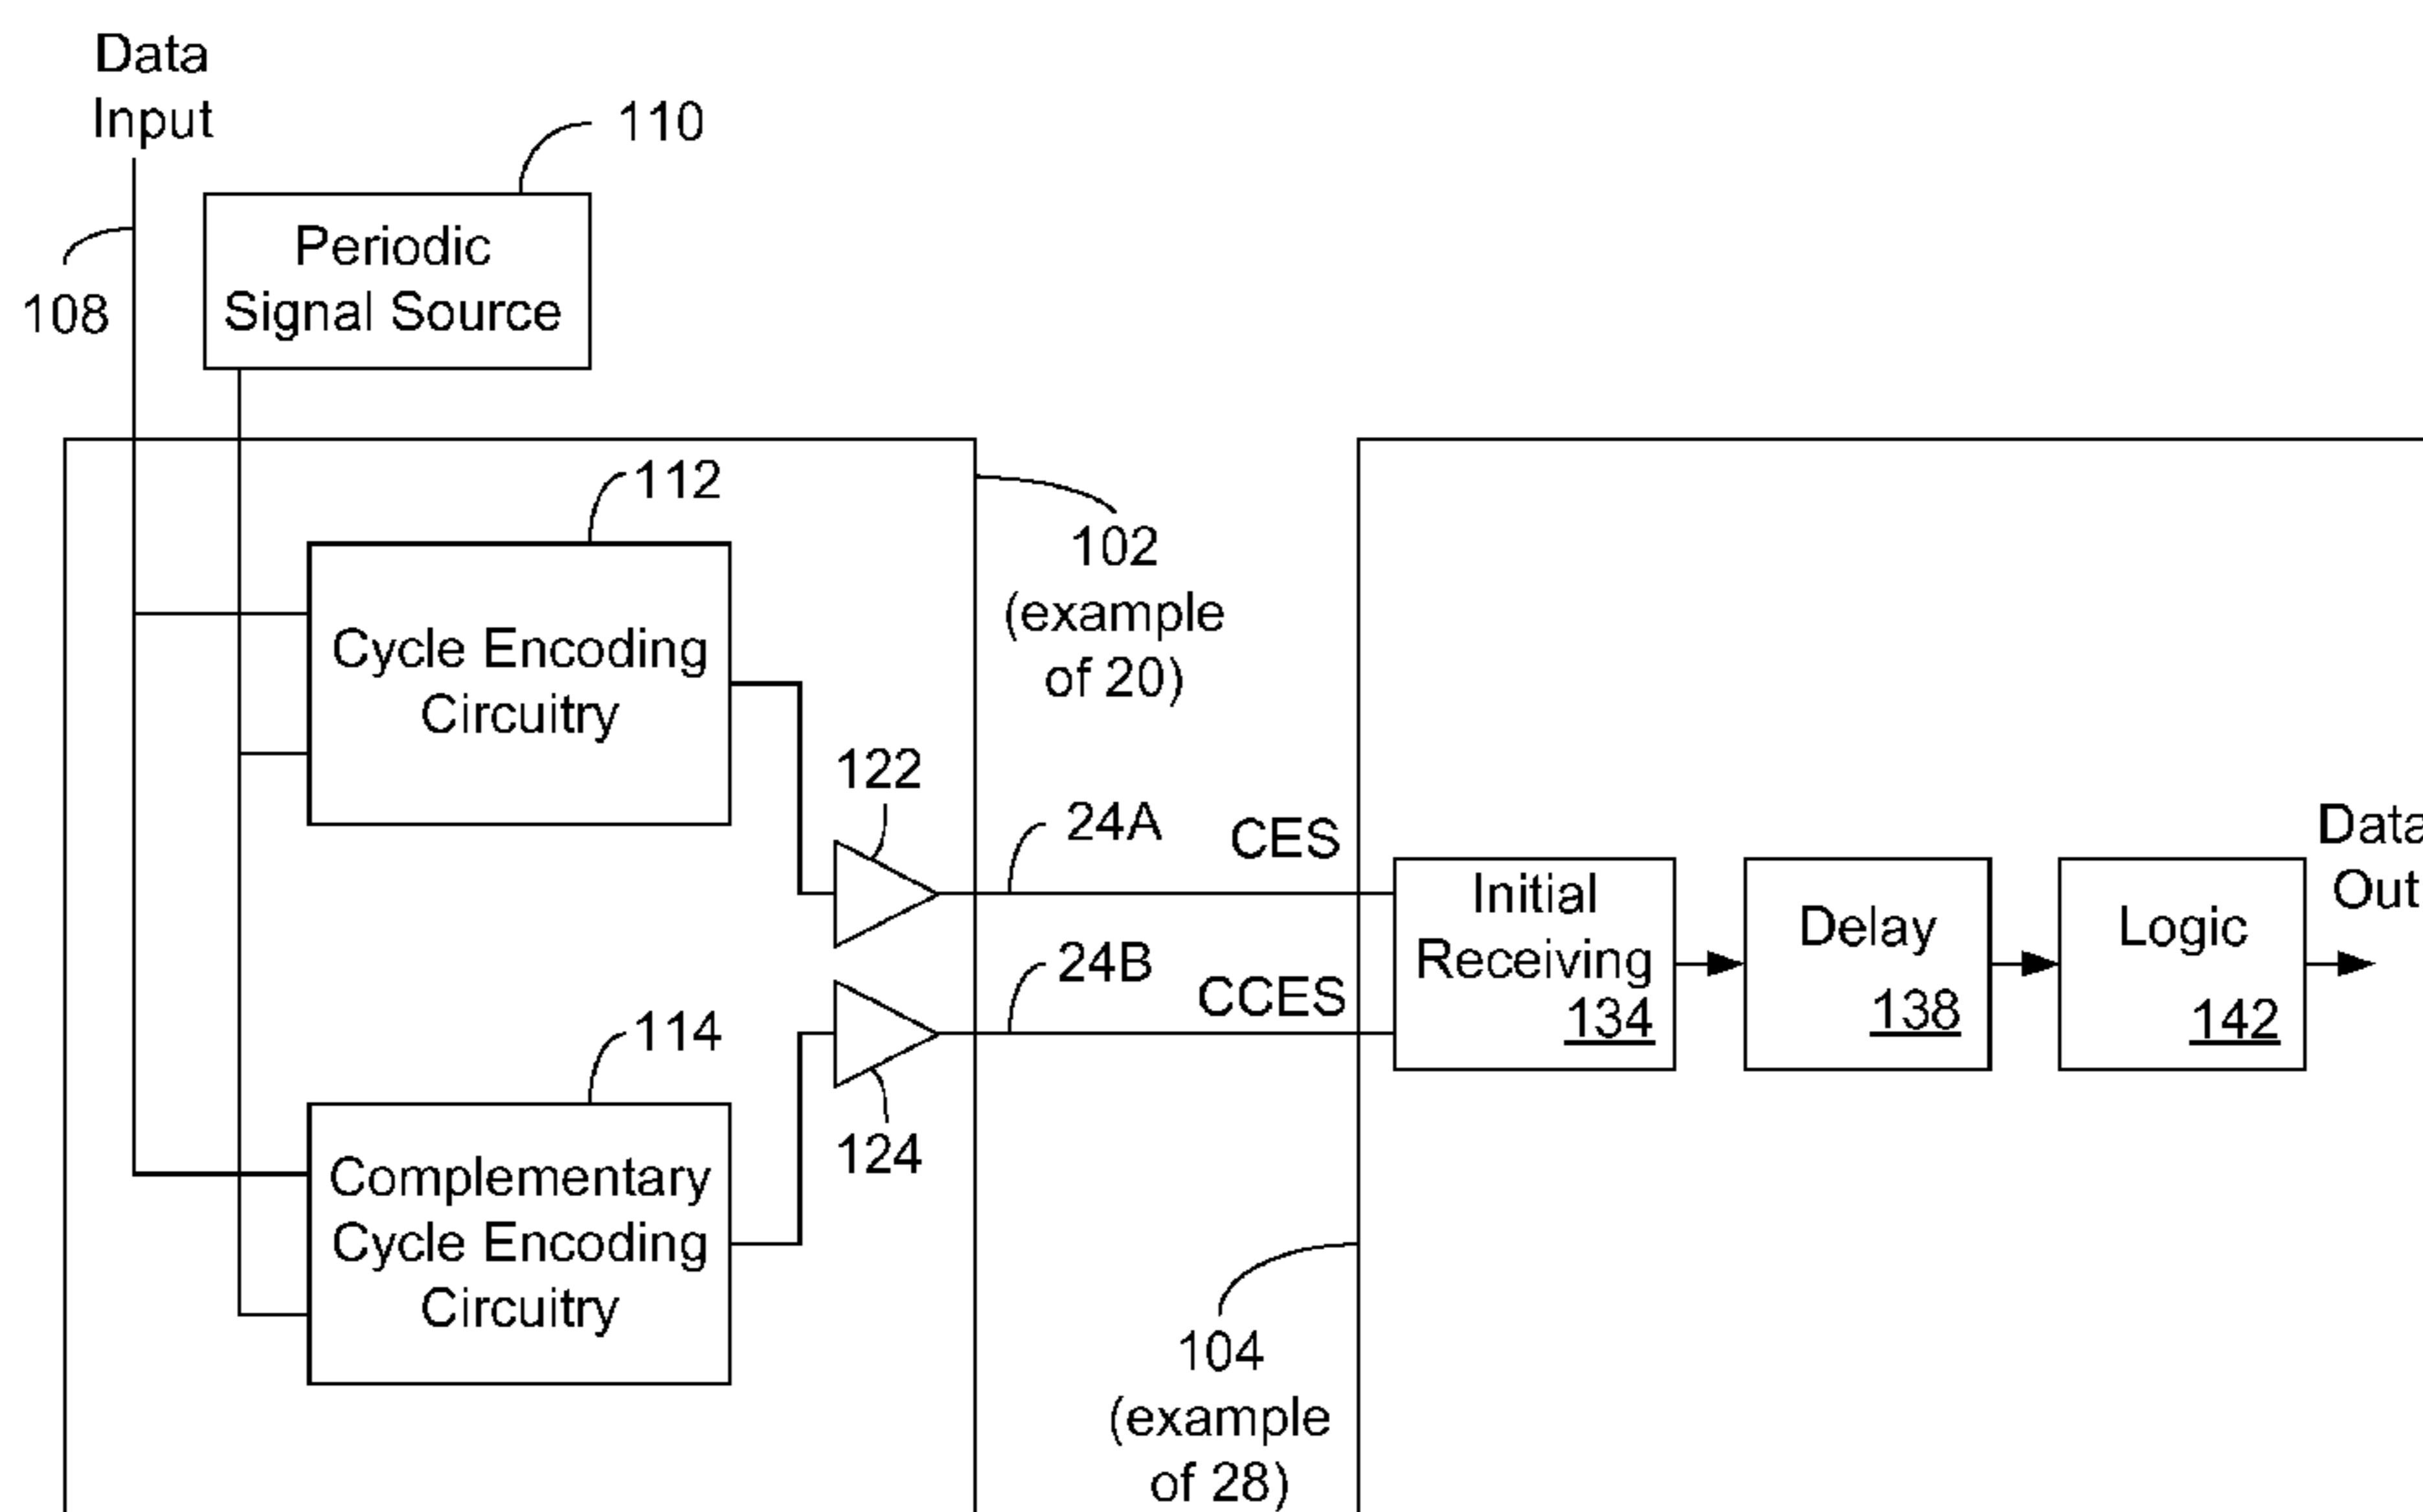 Data
Input
110
Periodic
Signal Source
108
112
102
(example
of 20)
Cycle Encoding
Circuitry
122
24A
CES
Data
Out
Initial
Receiving
134
Delay
138
Logic
142
24B
CCES
114
124
Complementary
Cycle Encoding
Circuitry
104
(example
of 28)